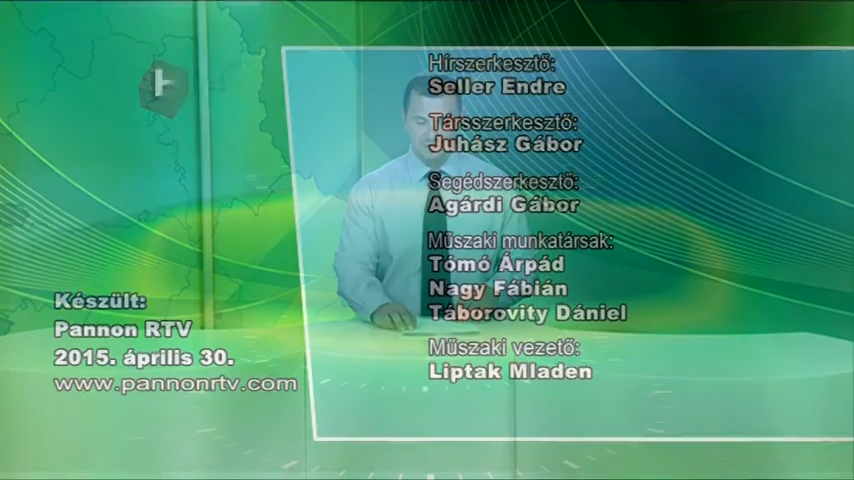 Hírszerkesztő:
Seller Endre
Társszerkesztő:
Juhász Gábor
Segédszerkesztő:
Agárdi Gábor
Műszaki munkatársak:
Tómó Árpád
Nagy Fábián
Táborovity Dániel
Műszaki vezető:
Liptak Mladen
Készült:
Pannon RTV
2015. április 30.
www.pannonrtv.com